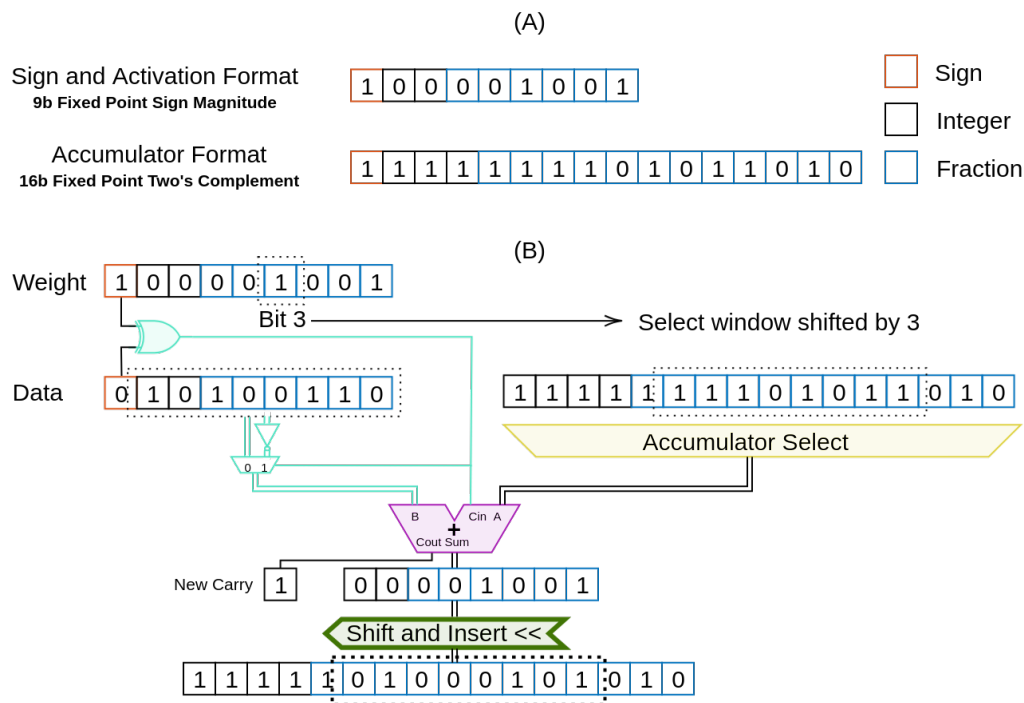 (A)
Sign and Activation Format
9b Fixed Point Sign Magnitude
1 0 0 0 0 1 0 0 1
Sign
Integer
Accumulator Format
16b Fixed Point Two's Complement
1 1 1 1 1 1 1 1 0 1 0 1 1 0 1 0
Fraction
(B)
Weight
1 0 0 0 0 1 0 0 1
Bit 3
Select window shifted by 3
Data
0 1 0 1 0 0 1 1 0
1 1 1 1 1 1 1 1 0 1 0 1 1 0 1 0
Accumulator Select
0 1
B Cin A
+
Cout Sum
New Carry
1
0 0 0 0 1 0 0 1
Shift and Insert <<
1 1 1 1 1 0 1 0 0 0 1 0 1 0 1 0